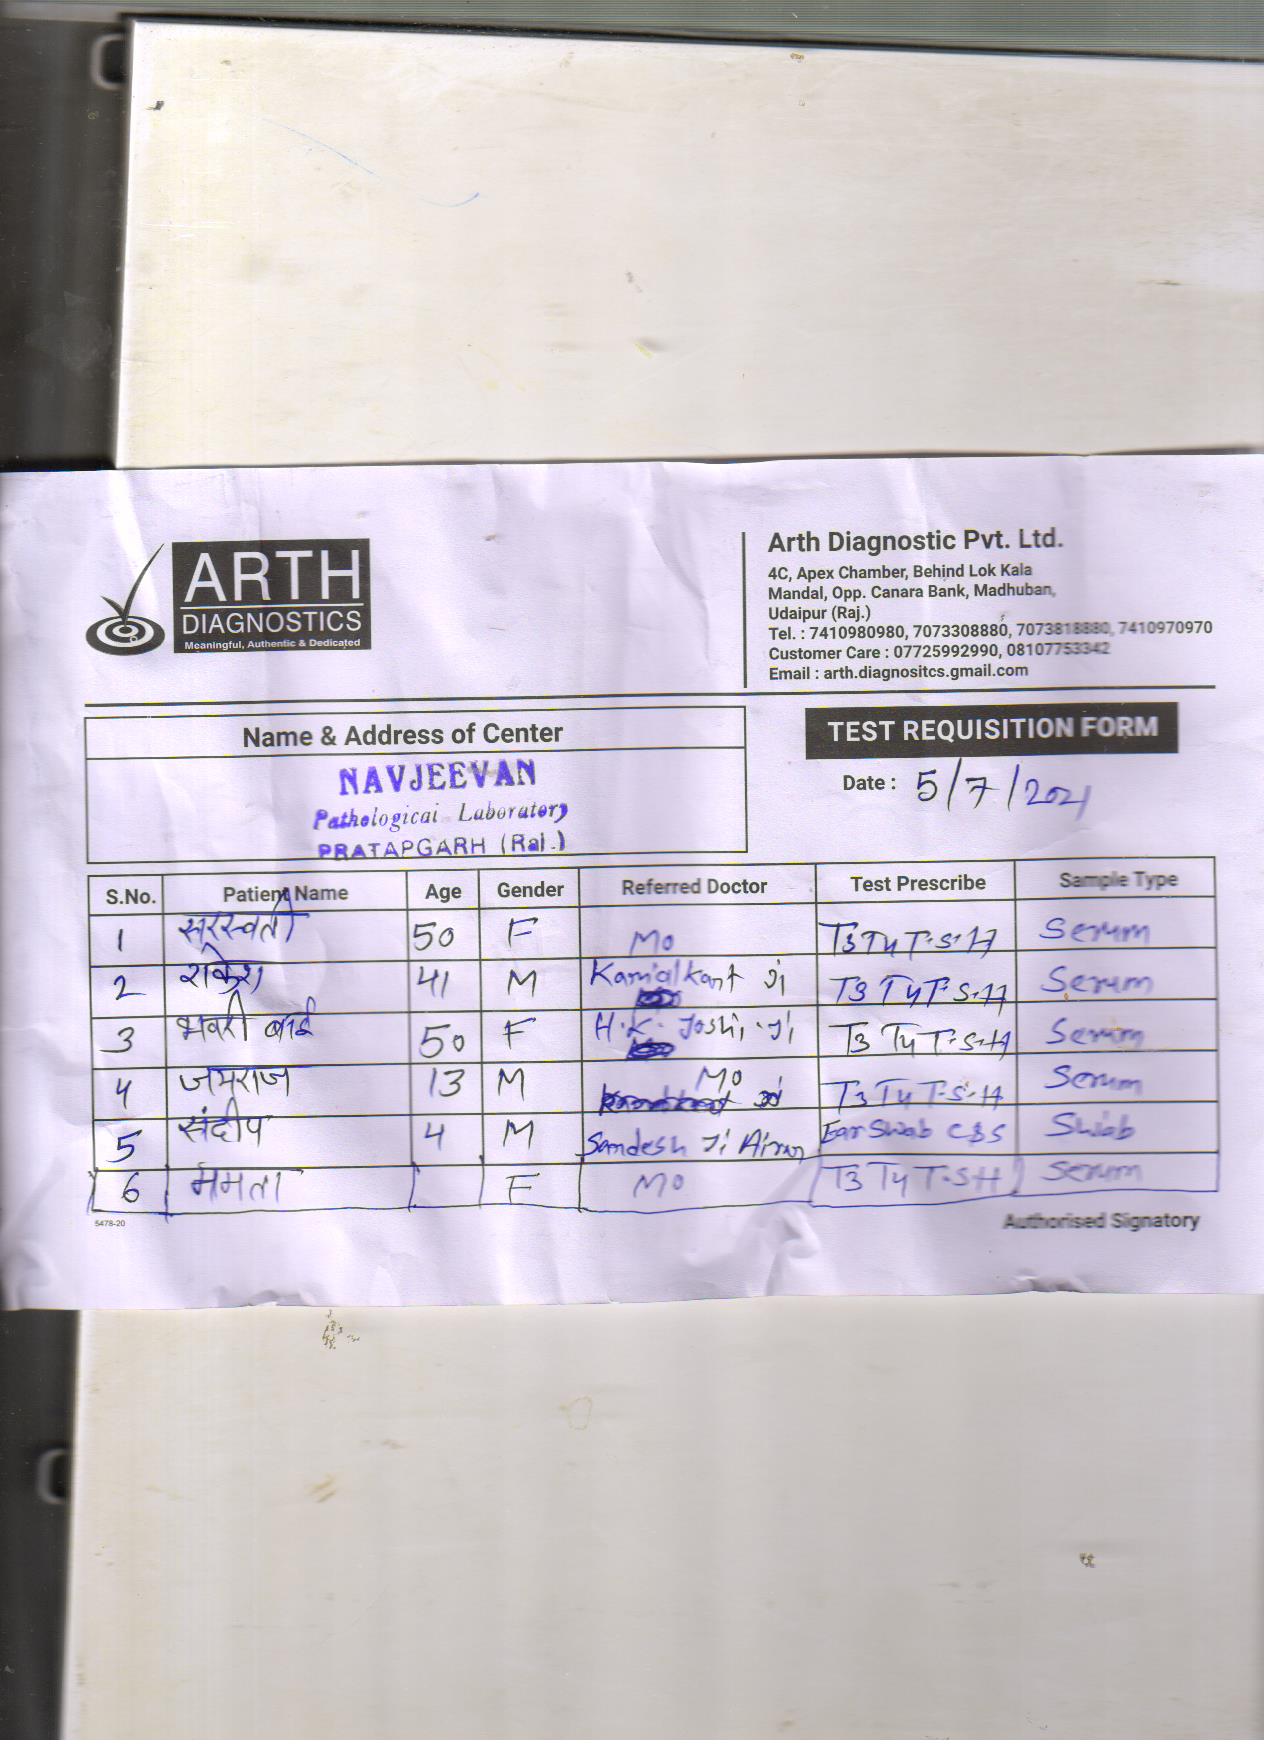 ARTH
DIAGNOSTICS
Meaningful, Authentic & Dedicated
Arth Diagnostic Pvt. Ltd.
4C, Apex Chamber, Behind Lok Kala
Mandal, Opp. Canara Bank, Madhuban,
Udaipur (Raj.)
Tel. : 7410980980, 7073308880, 7073818880, 7410970970
Customer Care : 07725992990, 08107753342
Email : arth.diagnositcs.gmail.com
Name & Address of Center
NAVJEEVAN
Pathological Laboratory
PRATAPGARH (Raj.)
TEST REQUISITION FORM
Date : 5/7/2021
S.No. Patient Name Age Gender Referred Doctor Test Prescribe Sample Type
1 सरस्वती 50 F Mo T3 T4 T.S.H Serum
2 राकेश 41 M Kamalkant Ji T3 T4 T.S.H Serum
3 भवरी बाई 50 F H.K. Joshi Ji T3 T4 T.S.H Serum
4 जमराज 13 M Mo T3 T4 T.S.H Serum
5 संदीप 4 M Sandesh Ji Ear Swab C&S Swab
6 ममता F Mo T3 T4 T.S.H Serum
5478-20
Authorised Signatory